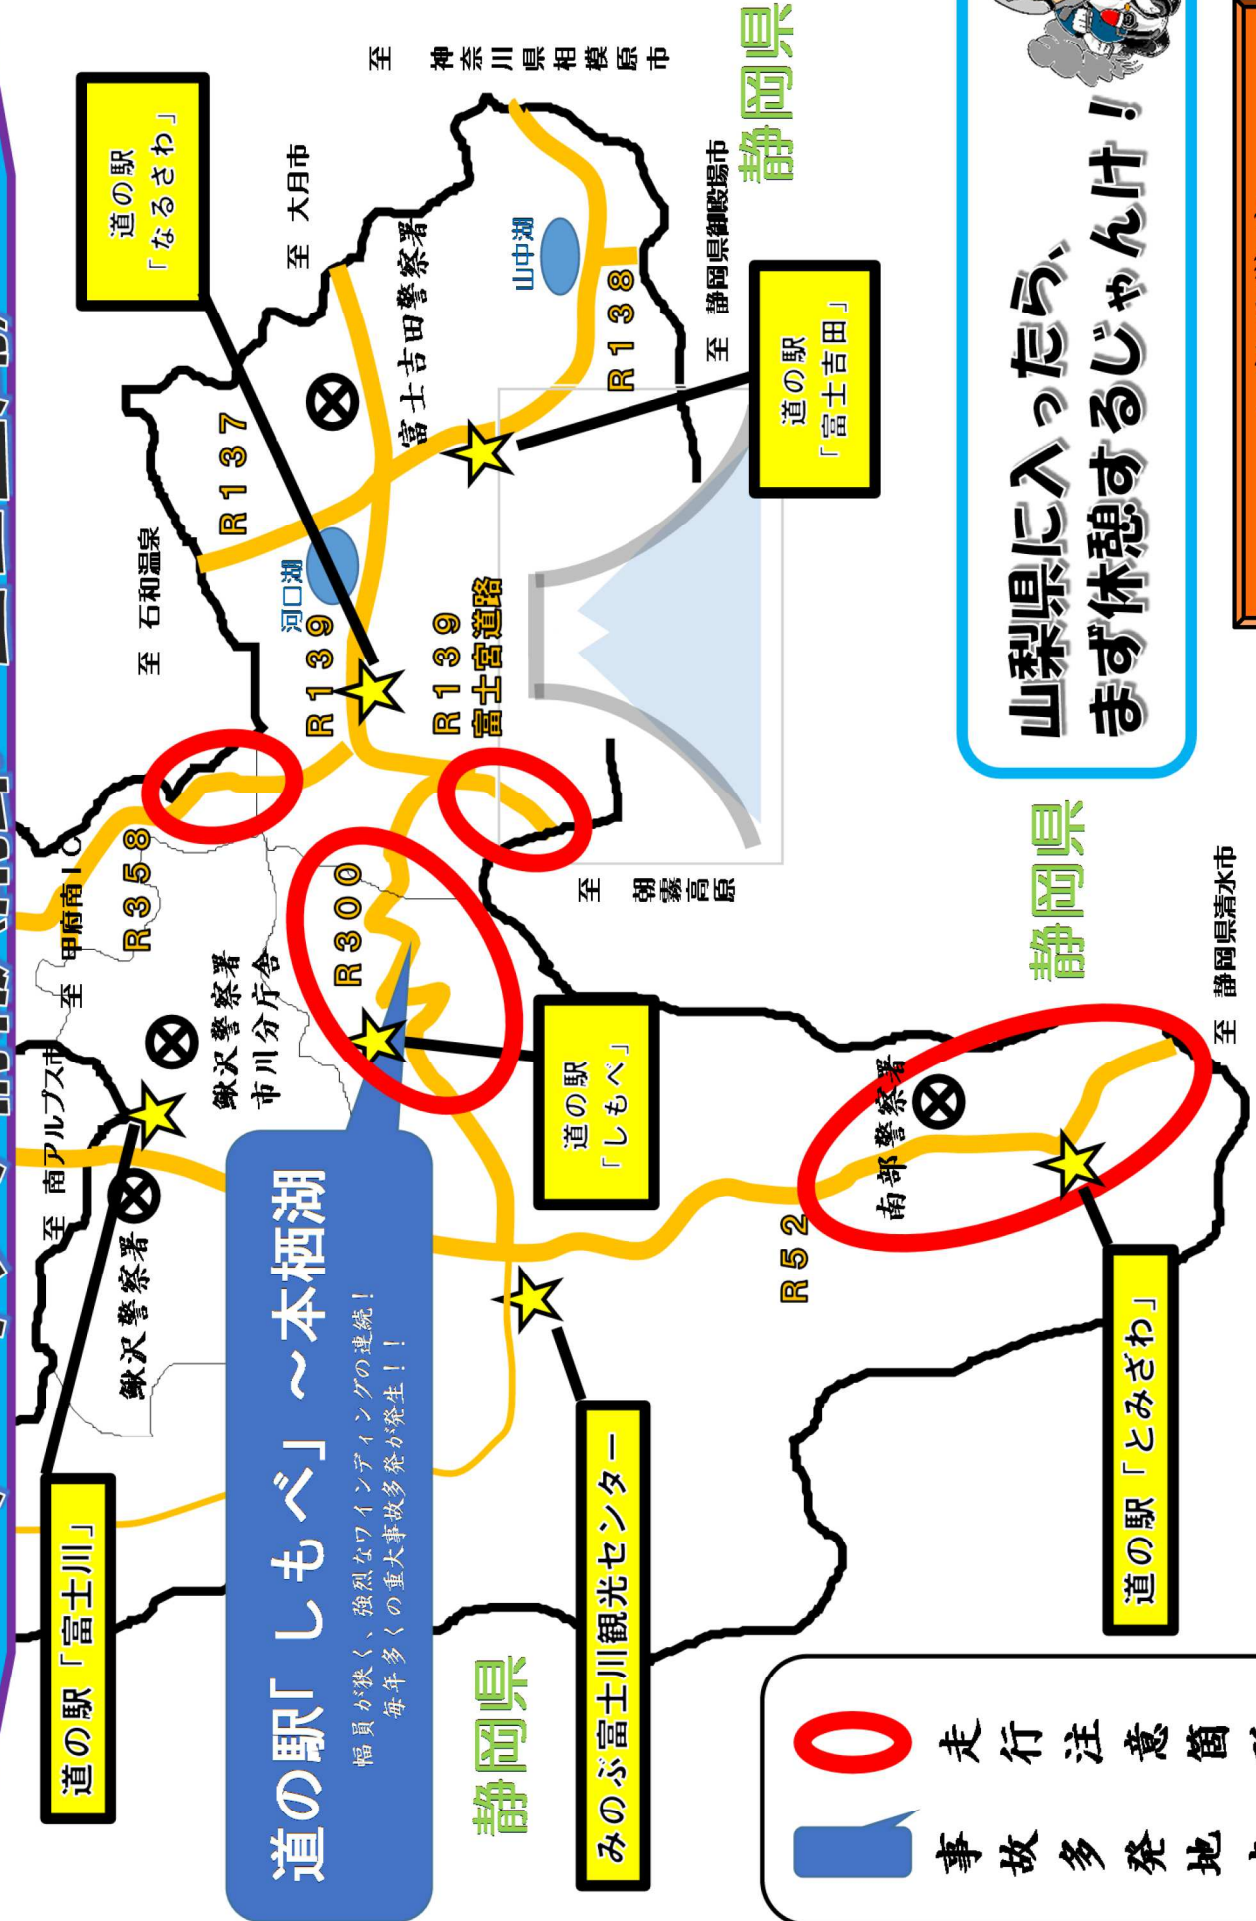 道の駅「富士川」
至 南アルプス市
至 甲府南IC
鰍沢警察署
鰍沢警察署
市川分庁舎
R358
R300
道の駅「しもべ」～本栖湖
幅員が狭く、強烈なワインディングの連続！
毎年多くの重大事故多発が発生！！
道の駅
「しもべ」
至 石和温泉
R137
河口湖
R139
R139
富士宮道路
道の駅
「なるさわ」
至 大月市
富士吉田警察署
至 神奈川県相模原市
山中湖
R138
至 静岡県御殿場市
静岡県
道の駅
「富士吉田」
至 朝霧高原
静岡県
みのぶ富士川観光センター
R52
南部警察署
道の駅「とみざわ」
静岡県
至 静岡県清水市
山梨県に入ったら、
まず休憩するじゃんけ！
走行注意箇
事故多発地